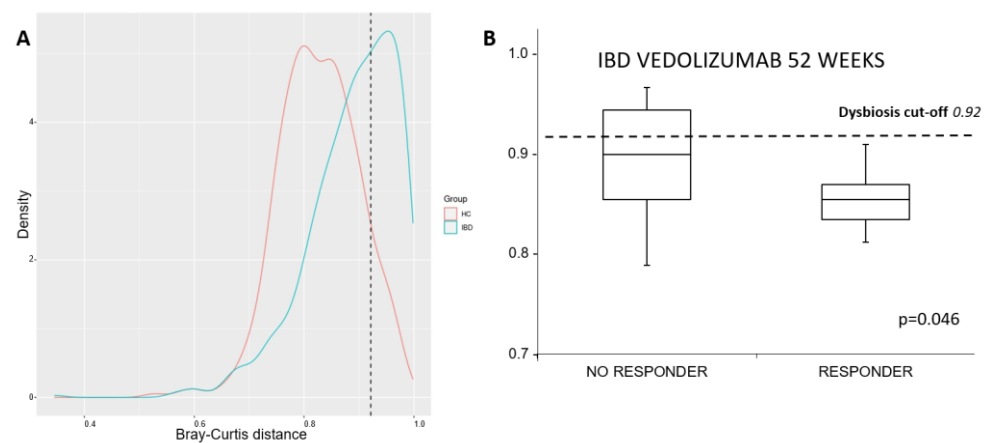 A
Density
4
2
0
0.4
0.6
0.8
1.0
Bray-Curtis distance
Group
HC
IBD
B
IBD VEDOLIZUMAB 52 WEEKS
Dysbiosis cut-off 0.92
1.0
0.9
0.8
0.7
p=0.046
NO RESPONDER
RESPONDER